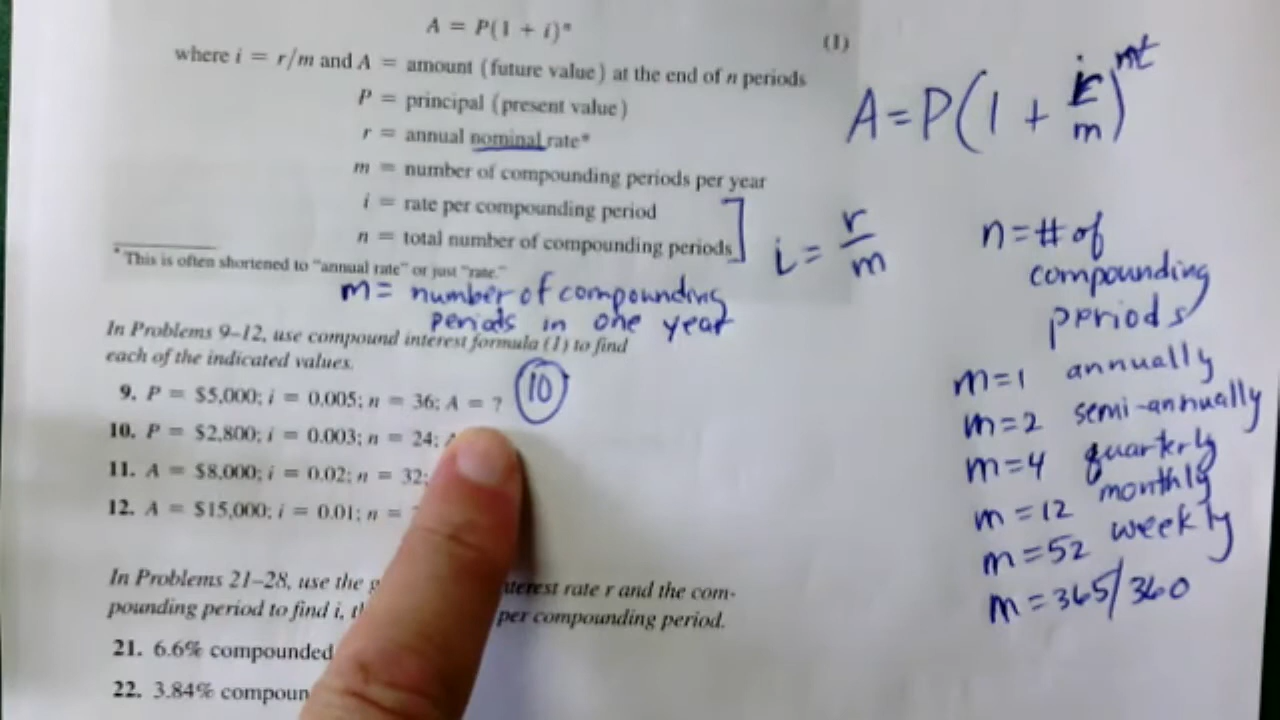 A = P(1 + i)ⁿ
(1)
where i = r/m and A = amount (future value) at the end of n periods
P = principal (present value)
r = annual nominal rate*
m = number of compounding periods per year
i = rate per compounding period
n = total number of compounding periods
* This is often shortened to "annual rate" or just "rate."
m = number of compounding
periods in one year
In Problems 9–12, use compound interest formula (1) to find
each of the indicated values.
9. P = $5,000; i = 0.005; n = 36; A = ?
10
10. P = $2,800; i = 0.003; n = 24;
11. A = $8,000; i = 0.02; n = 32;
12. A = $15,000; i = 0.01; n =
In Problems 21–28, use the interest rate r and the com-
pounding period to find i, per compounding period.
21. 6.6% compounded
22. 3.84%
A = P(1 + r/m)^mt
i = r/m
n = # of
compounding
periods
m = 1 annually
m = 2 semi-annually
m = 4 quarterly
m = 12 monthly
m = 52 weekly
m = 365/360